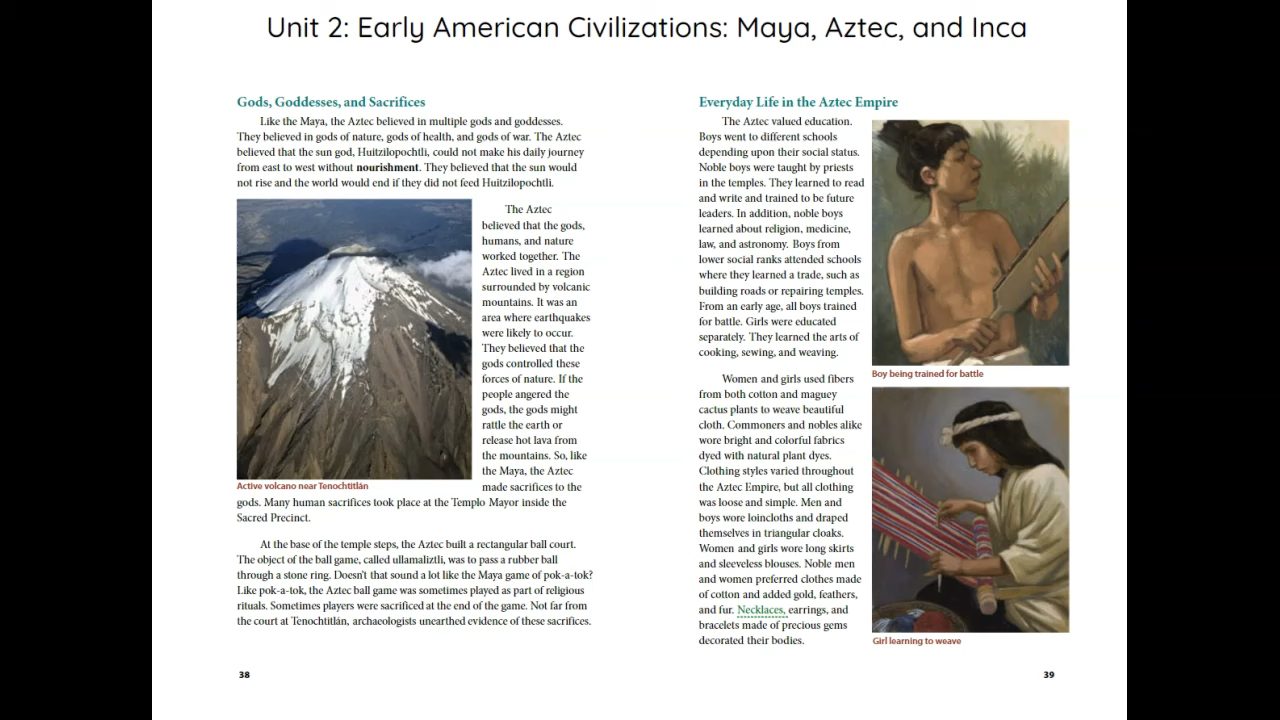 Unit 2: Early American Civilizations: Maya, Aztec, and Inca
Gods, Goddesses, and Sacrifices
Like the Maya, the Aztec believed in multiple gods and goddesses.
They believed in gods of nature, gods of health, and gods of war. The Aztec
believed that the sun god, Huitzilopochtli, could not make his daily journey
from east to west without nourishment. They believed that the sun would
not rise and the world would end if they did not feed Huitzilopochtli.
The Aztec
believed that the gods,
humans, and nature
worked together. The
Aztec lived in a region
surrounded by volcanic
mountains. It was an
area where earthquakes
were likely to occur.
They believed that the
gods controlled these
forces of nature. If the
people angered the
gods, the gods might
rattle the earth or
release hot lava from
the mountains. So, like
the Maya, the Aztec
made sacrifices to the
Active volcano near Tenochtitlán
gods. Many human sacrifices took place at the Templo Mayor inside the
Sacred Precinct.
At the base of the temple steps, the Aztec built a rectangular ball court.
The object of the ball game, called ullamaliztli, was to pass a rubber ball
through a stone ring. Doesn't that sound a lot like the Maya game of pok-a-tok?
Like pok-a-tok, the Aztec ball game was sometimes played as part of religious
rituals. Sometimes players were sacrificed at the end of the game. Not far from
the court at Tenochtitlán, archaeologists unearthed evidence of these sacrifices.
38
Everyday Life in the Aztec Empire
The Aztec valued education.
Boys went to different schools
depending upon their social status.
Noble boys were taught by priests
in the temples. They learned to read
and write and trained to be future
leaders. In addition, noble boys
learned about religion, medicine,
law, and astronomy. Boys from
lower social ranks attended schools
where they learned a trade, such as
building roads or repairing temples.
From an early age, all boys trained
for battle. Girls were educated
separately. They learned the arts of
cooking, sewing, and weaving.
Boy being trained for battle
Women and girls used fibers
from both cotton and maguey
cactus plants to weave beautiful
cloth. Commoners and nobles alike
wore bright and colorful fabrics
dyed with natural plant dyes.
Clothing styles varied throughout
the Aztec Empire, but all clothing
was loose and simple. Men and
boys wore loincloths and draped
themselves in triangular cloaks.
Women and girls wore long skirts
and sleeveless blouses. Noble men
and women preferred clothes made
of cotton and added gold, feathers,
and fur. Necklaces, earrings, and
bracelets made of precious gems
decorated their bodies.
Girl learning to weave
39